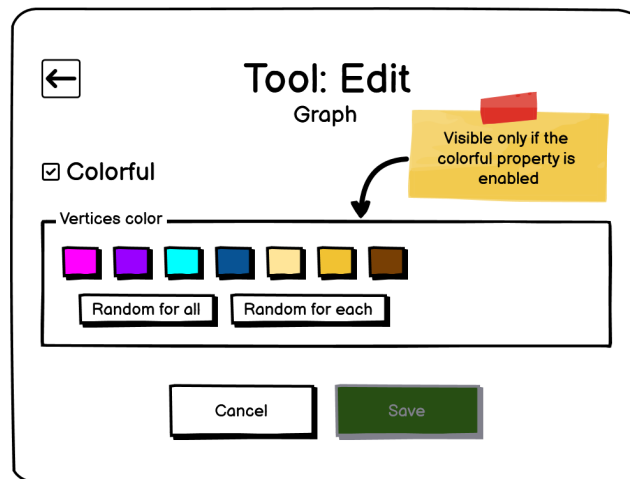 Tool: Edit
Graph
Visible only if the
colorful property is
enabled
Colorful
Vertices color
Random for all
Random for each
Cancel
Save